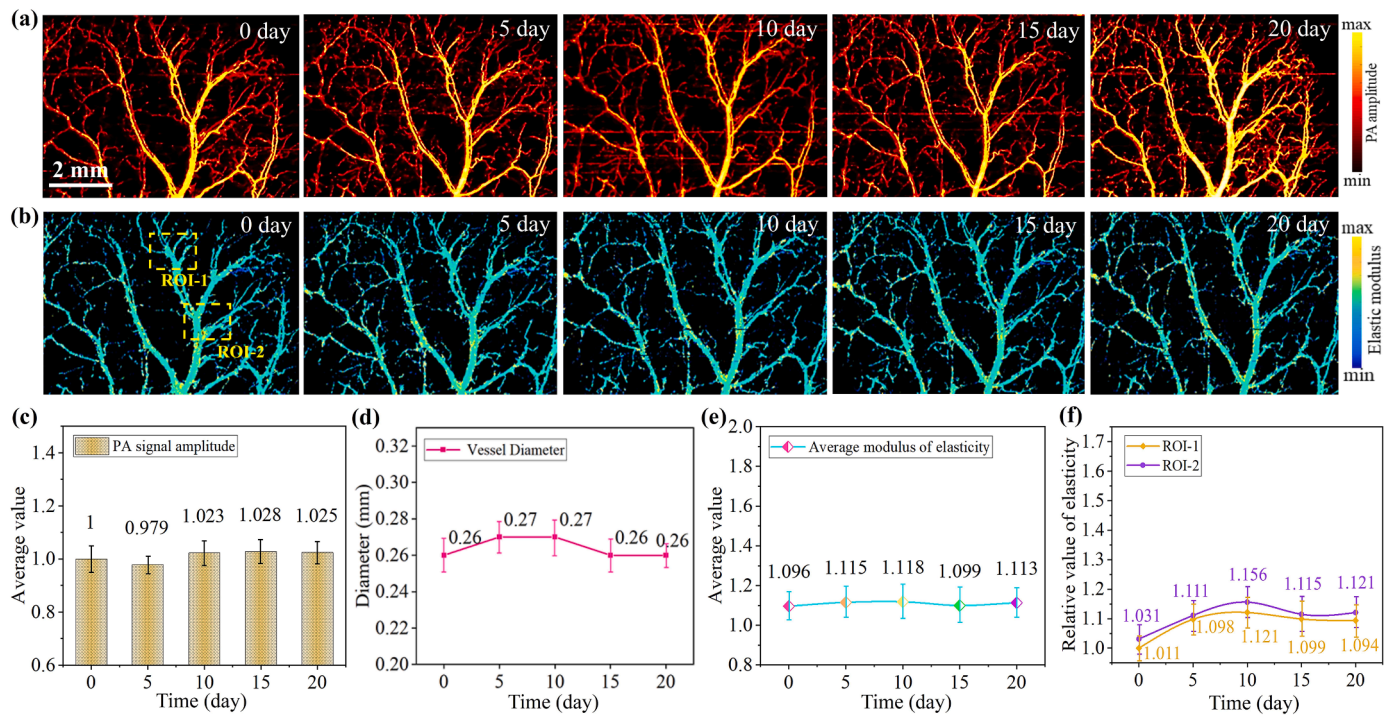 (a)
0 day
5 day
10 day
15 day
20 day
2 mm
max
PA amplitude
min
(b)
0 day
5 day
10 day
15 day
20 day
ROI-1
ROI-2
max
Elastic modulus
min
(c)
PA signal amplitude
1.4
1.2
1.0
0.8
0.6
Average value
1
0.979
1.023
1.028
1.025
0 5 10 15 20
Time (day)
(d)
Vessel Diameter
0.32
0.30
0.28
0.26
0.24
0.22
0.20
Diameter (mm)
0.26
0.27
0.27
0.26
0.26
0 5 10 15 20
Time (day)
(e)
Average modulus of elasticity
2.0
1.8
1.6
1.4
1.2
1.0
0.8
Average value
1.096
1.115
1.118
1.099
1.113
0 5 10 15 20
Time (day)
(f)
ROI-1
ROI-2
1.7
1.6
1.5
1.4
1.3
1.2
1.1
1.0
Relative value of elasticity
1.031
1.111
1.156
1.115
1.121
1.011
1.098
1.121
1.099
1.094
0 5 10 15 20
Time (day)